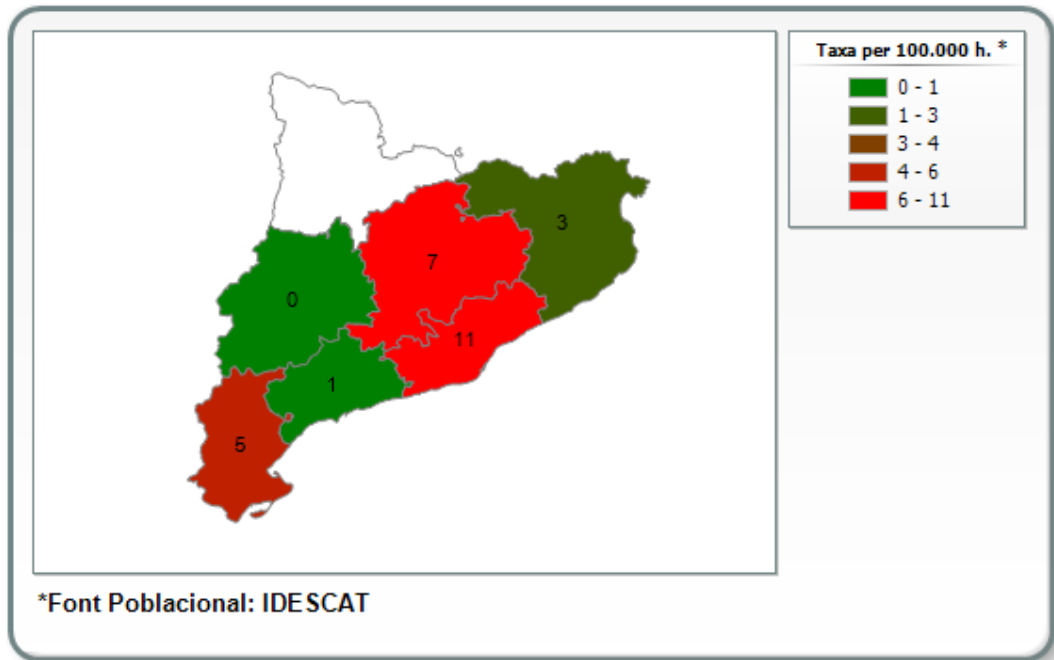 Taxa per 100.000 h. *
0 - 1
1 - 3
3 - 4
4 - 6
6 - 11
3
7
0
11
1
5
*Font Poblacional: IDESCAT